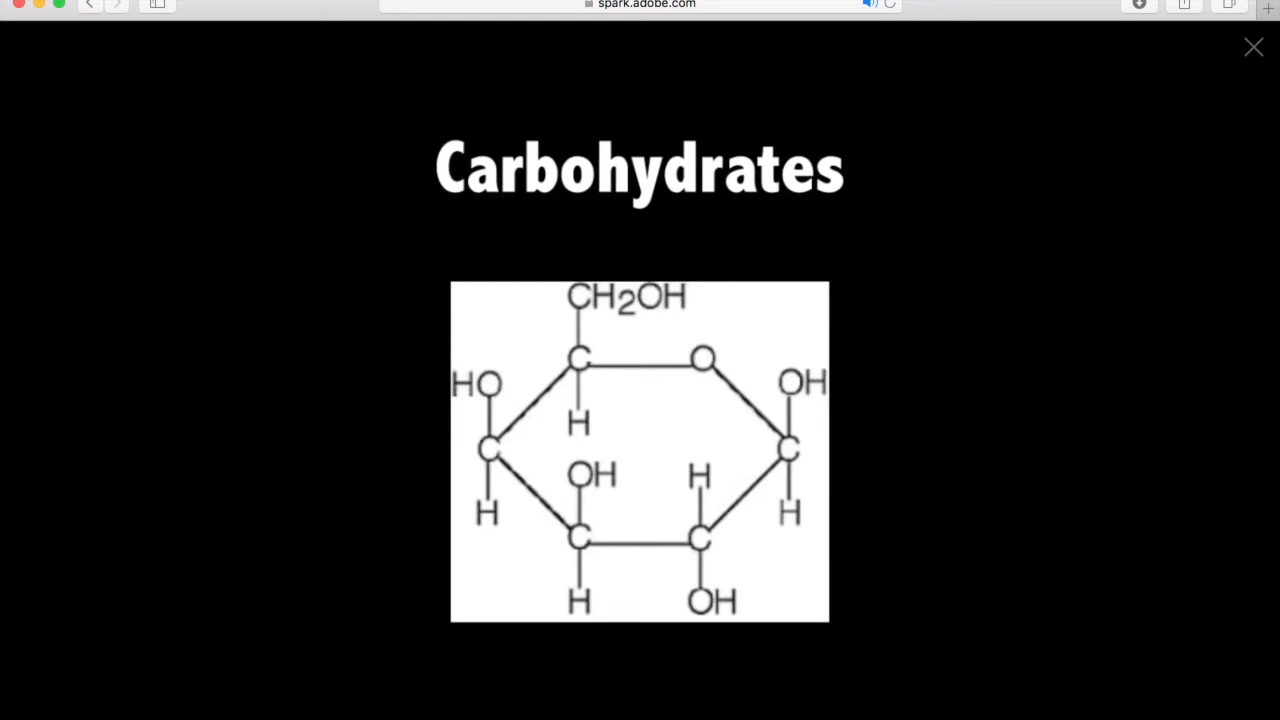 spark.adobe.com
Carbohydrates
CH2OH
C O
HO OH
H
C C
OH H
H H
C C
H OH